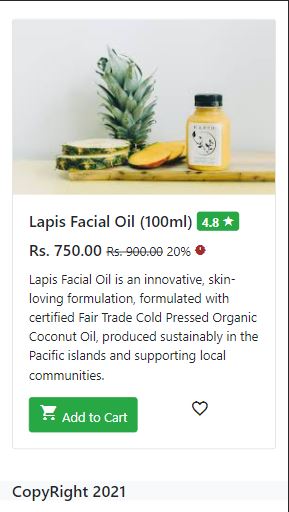 Lapis Facial Oil (100ml) 4.8 ★
Rs. 750.00 Rs. 900.00 20%
Lapis Facial Oil is an innovative, skin-
loving formulation, formulated with
certified Fair Trade Cold Pressed Organic
Coconut Oil, produced sustainably in the
Pacific islands and supporting local
communities.
Add to Cart
CopyRight 2021